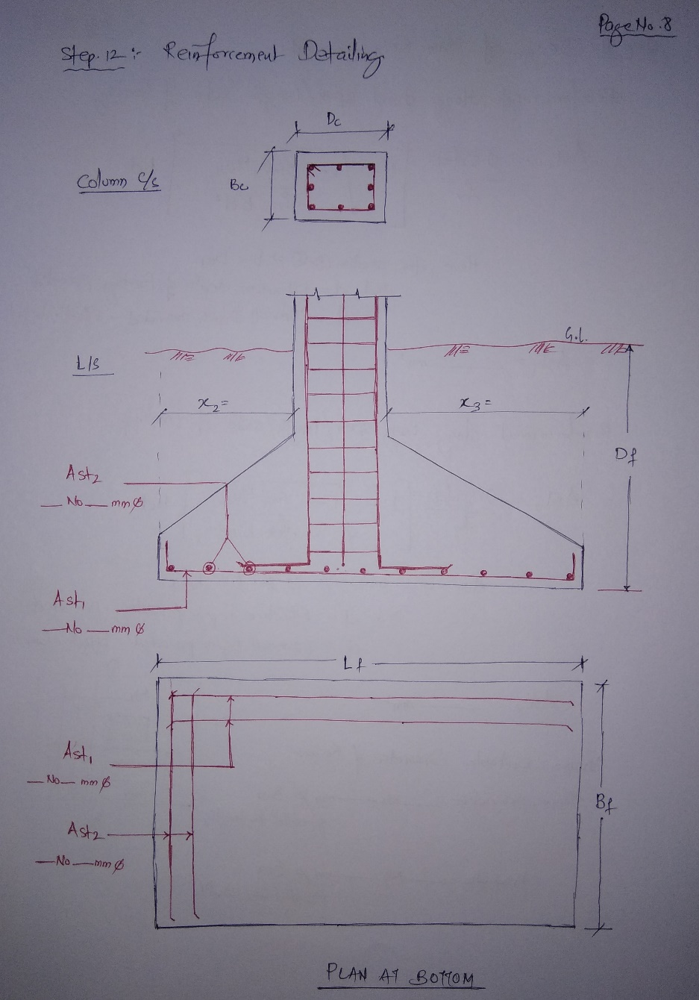 Page No. 8
Step. 12 :- Reinforcement Detailing
Dc
Column c/s
Bc
G.L.
L/S
x2=
x3=
Df
Ast2
— No — mm ø
Ast1
— No — mm ø
Lf
Ast1
— No — mm ø
Bf
Ast2
— No — mm ø
PLAN AT BOTTOM